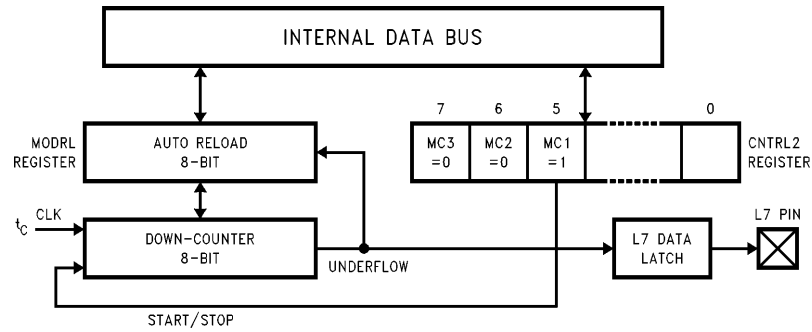 INTERNAL DATA BUS
7 6 5 0
MODRL
REGISTER
AUTO RELOAD
8-BIT
MC3
=0
MC2
=0
MC1
=1
CNTRL2
REGISTER
tC CLK
DOWN-COUNTER
8-BIT
UNDERFLOW
L7 DATA
LATCH
L7 PIN
START/STOP